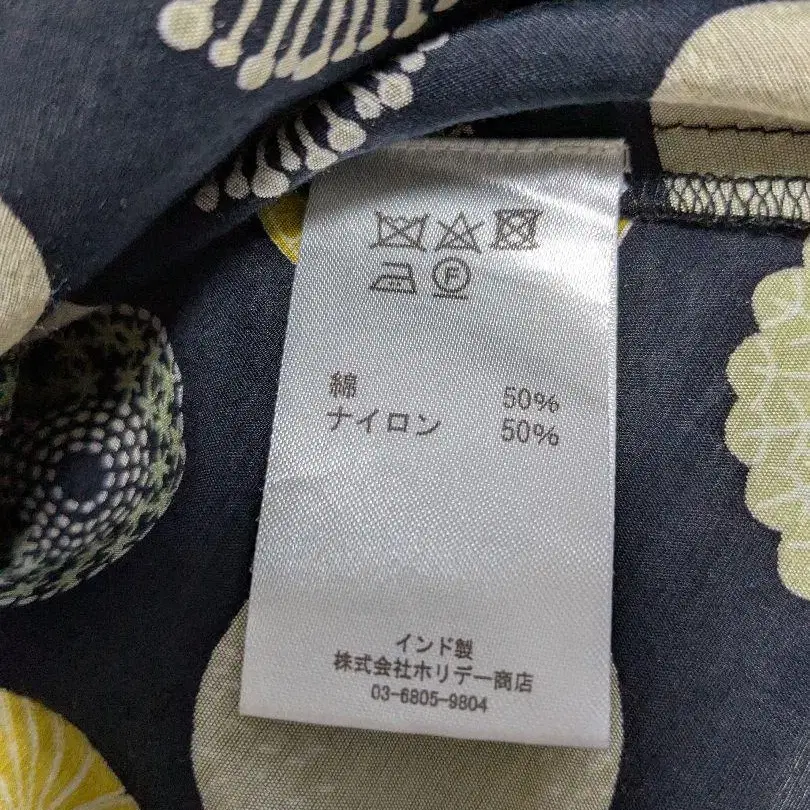 F
綿 50%
ナイロン 50%
インド製
株式会社ホリデー商店
03-6805-9804